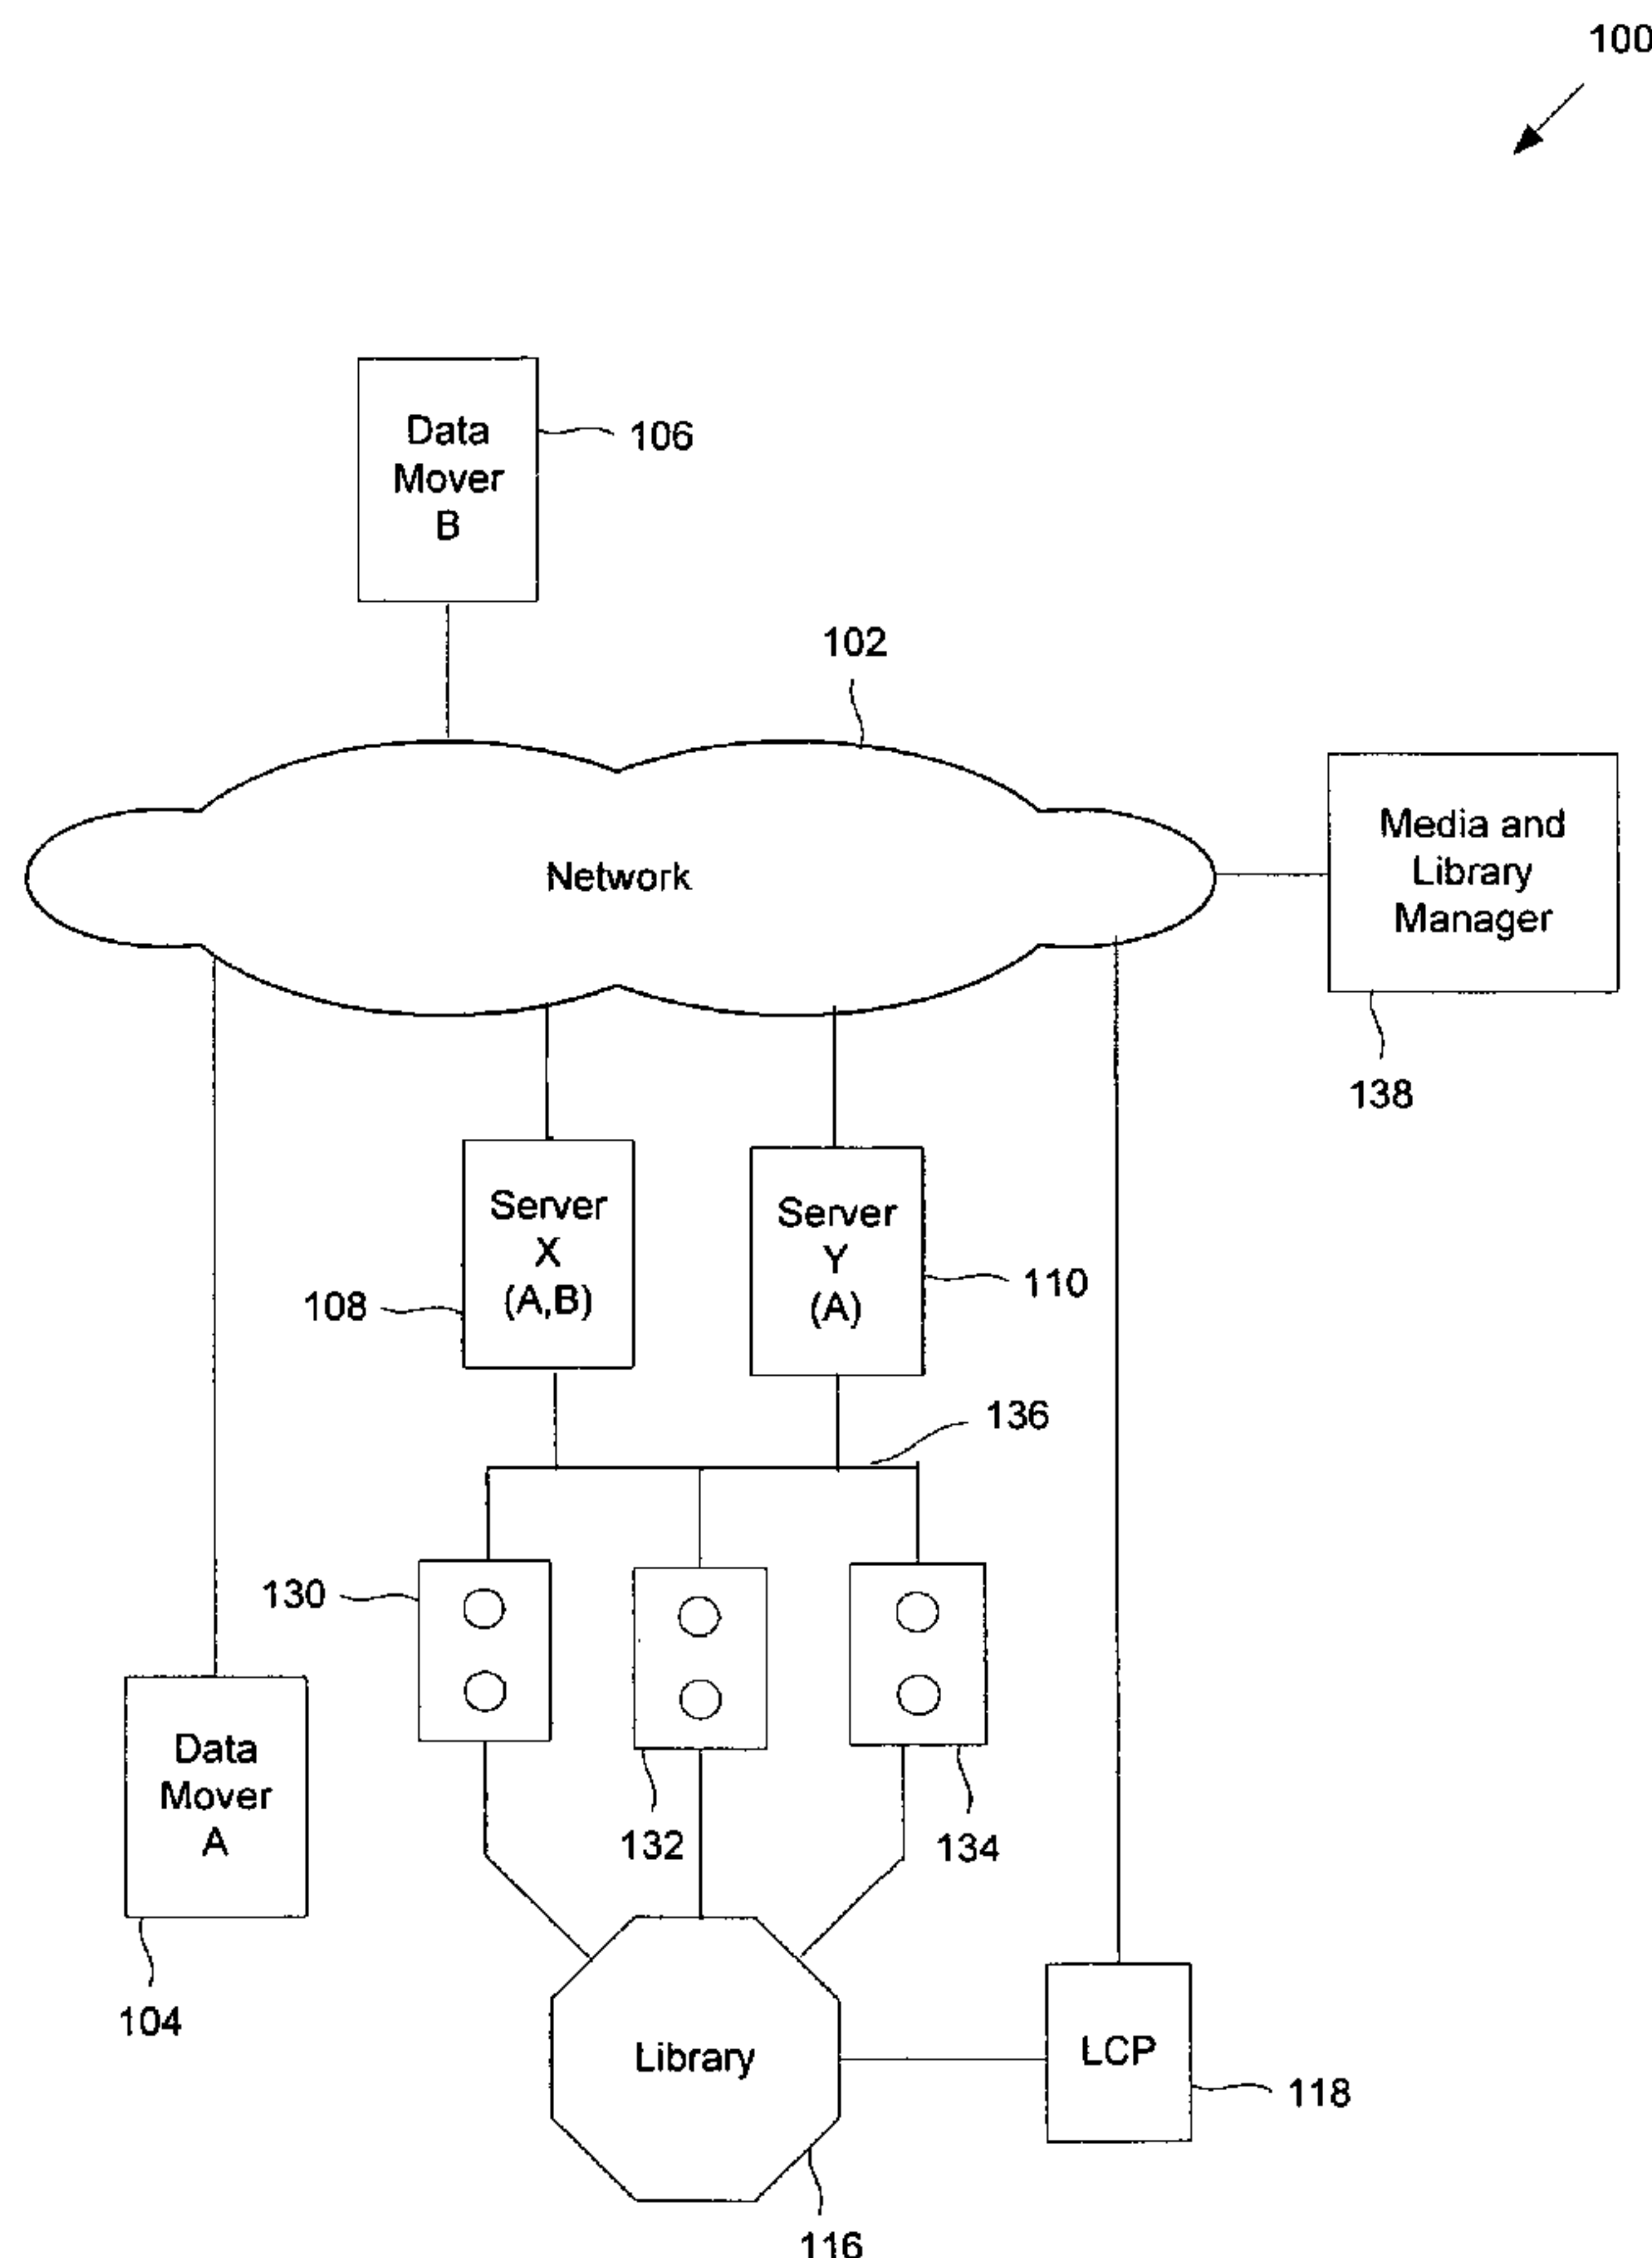 100
Data
Mover
B
106
102
Network
Media and
Library
Manager
138
Server
X
(A,B)
108
Server
Y
(A)
110
136
130
132
134
Data
Mover
A
104
Library
LCP
118
116